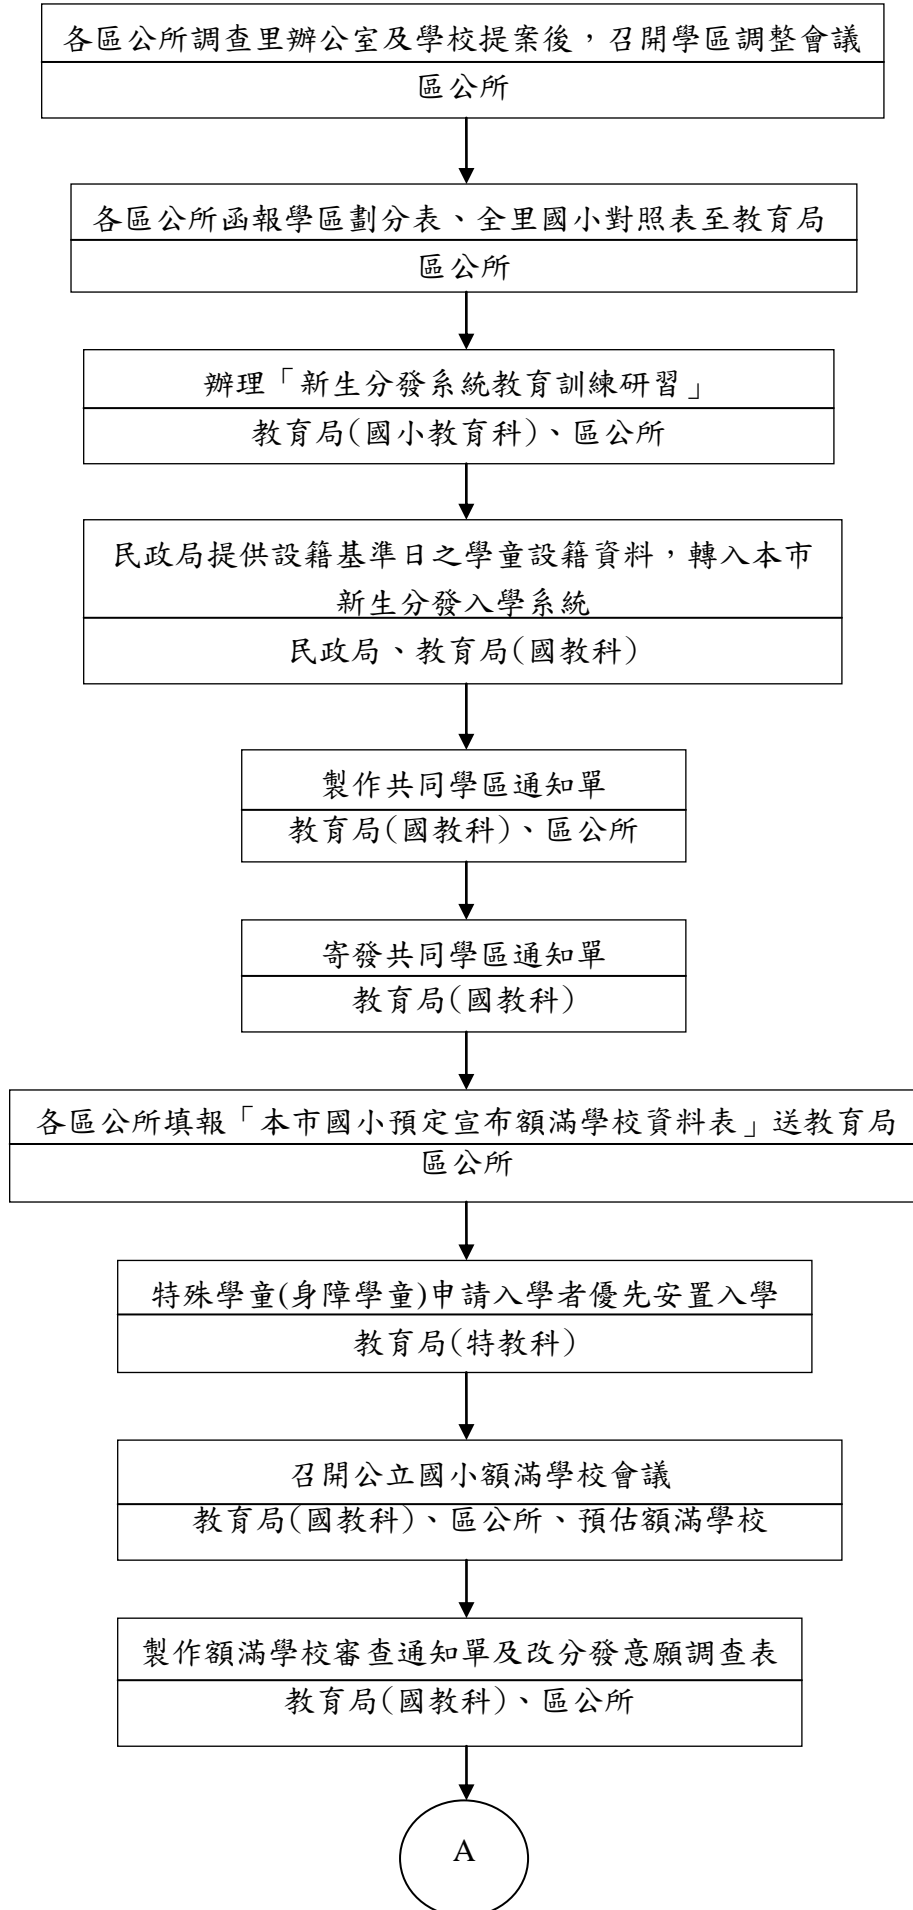 各區公所調查里辦公室及學校提案後，召開學區調整會議
區公所
各區公所函報學區劃分表、全里國小對照表至教育局
區公所
辦理「新生分發系統教育訓練研習」
教育局(國小教育科)、區公所
民政局提供設籍基準日之學童設籍資料，轉入本市
新生分發入學系統
民政局、教育局(國教科)
製作共同學區通知單
教育局(國教科)、區公所
寄發共同學區通知單
教育局(國教科)
各區公所填報「本市國小預定宣布額滿學校資料表」送教育局
區公所
特殊學童(身障學童)申請入學者優先安置入學
教育局(特教科)
召開公立國小額滿學校會議
教育局(國教科)、區公所、預估額滿學校
製作額滿學校審查通知單及改分發意願調查表
教育局(國教科)、區公所
A